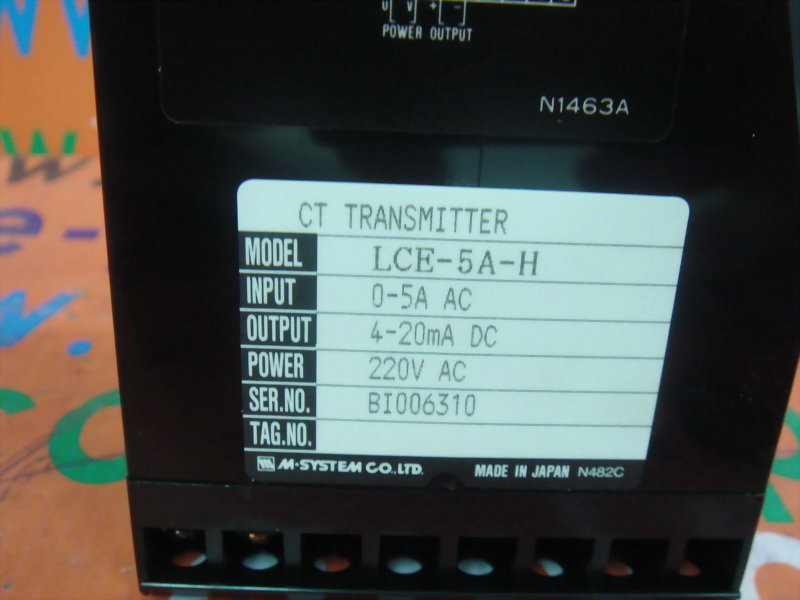 U V + -
POWER OUTPUT
N1463A
CT TRANSMITTER
MODEL LCE-5A-H
INPUT 0-5A AC
OUTPUT 4-20mA DC
POWER 220V AC
SER.NO. BI006310
TAG.NO.
M-SYSTEM CO.,LTD. MADE IN JAPAN N482C